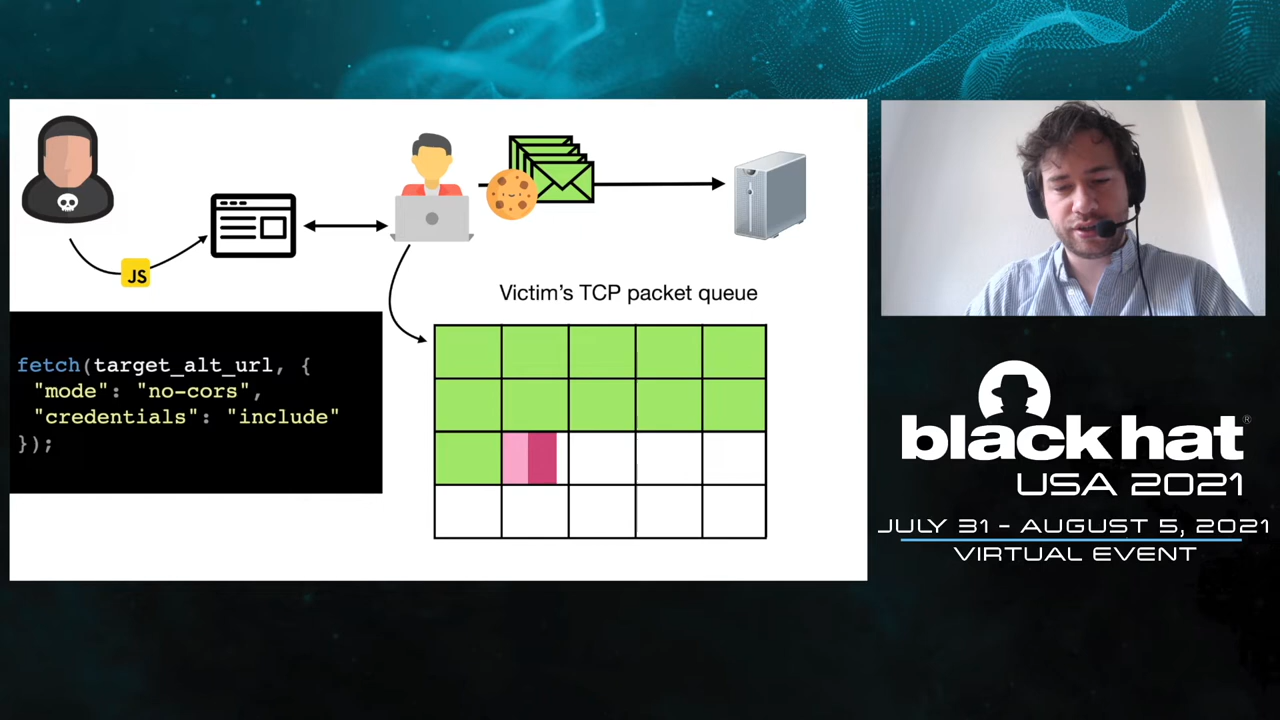 JS
Victim's TCP packet queue
fetch(target_alt_url, {
"mode": "no-cors",
"credentials": "include"
});
black hat®
USA 2021
JULY 31 - AUGUST 5, 2021
VIRTUAL EVENT